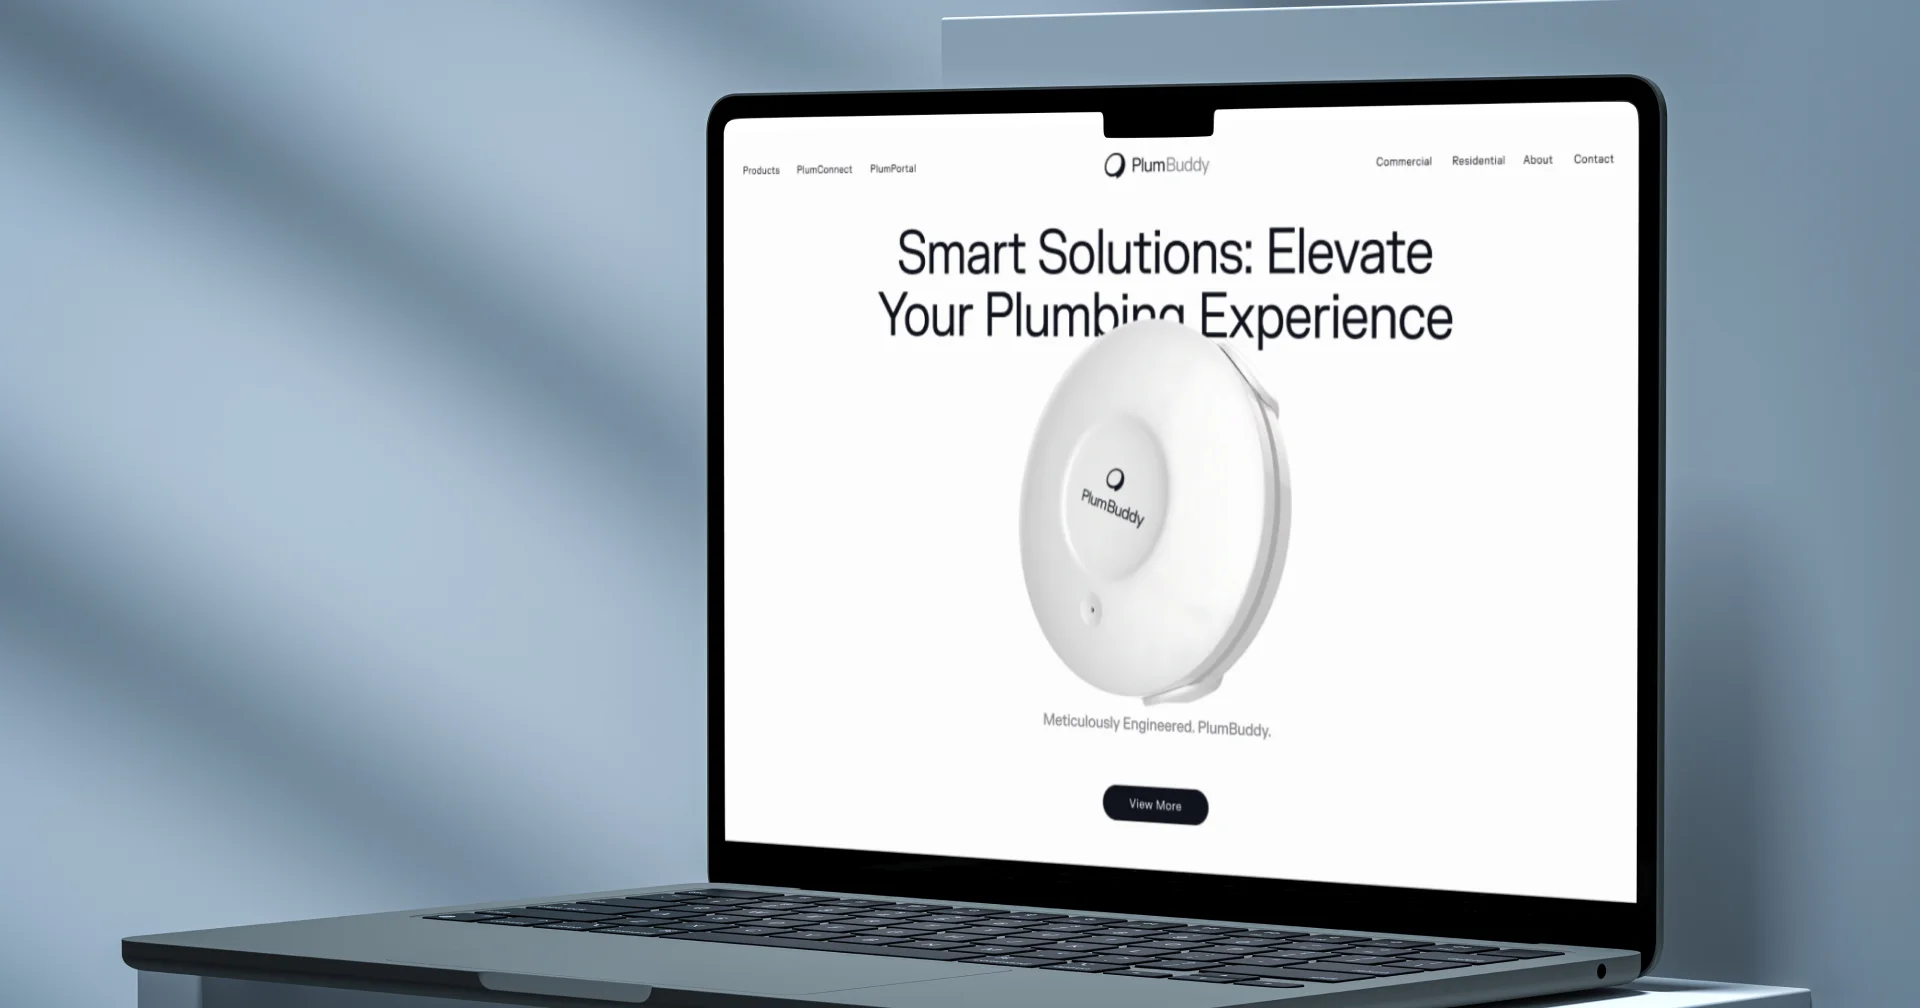 Products PlumConnect PlumPortal
PlumBuddy
Commercial Residential About Contact
Smart Solutions: Elevate
Your Plumbing Experience
PlumBuddy
Meticulously Engineered. PlumBuddy.
View More